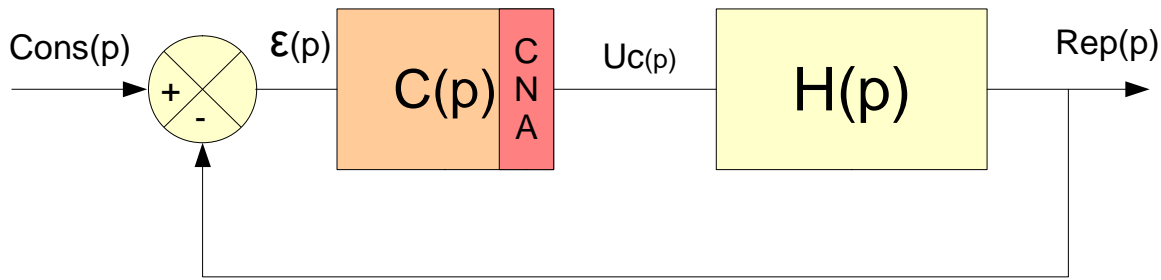 Cons(p)
+
-
ε(p)
C(p)
C
N
A
Uc(p)
H(p)
Rep(p)